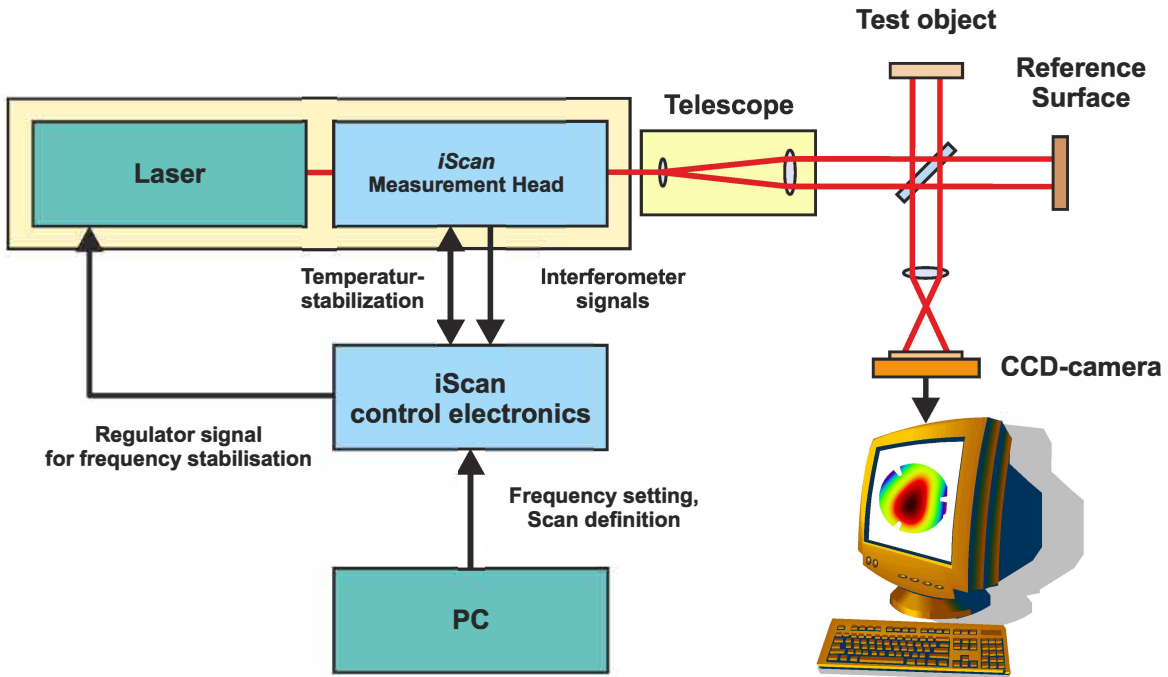 Test object
Reference
Surface
Telescope
Laser
iScan
Measurement Head
Temperatur-
stabilization
Interferometer
signals
iScan
control electronics
CCD-camera
Regulator signal
for frequency stabilisation
Frequency setting,
Scan definition
PC